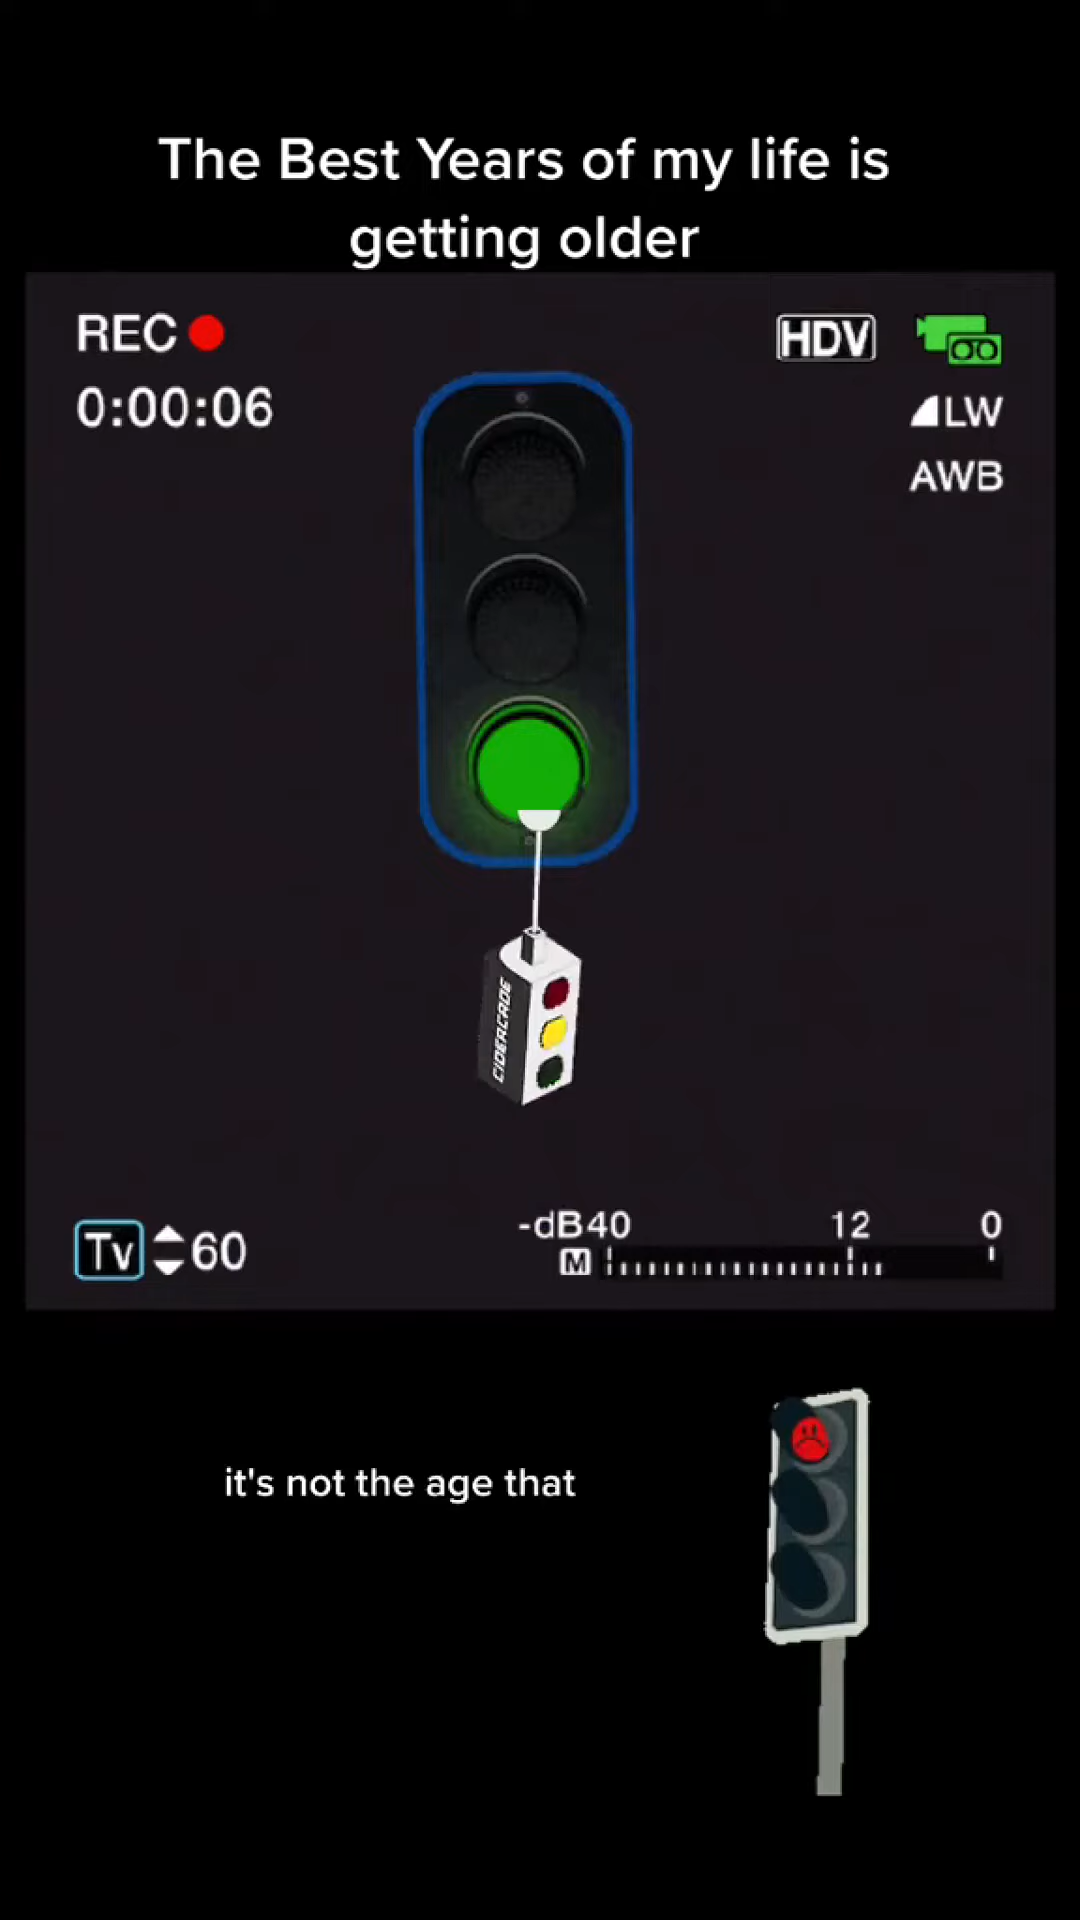 The Best Years of my life is
getting older
REC
HDV
0:00:06
LW
AWB
CIDERCADE
-dB40 12 0
Tv 60
M
it's not the age that